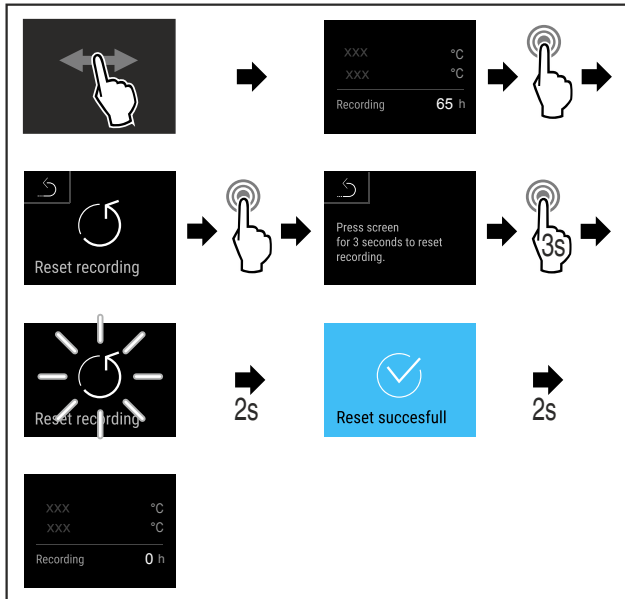 xxx °C
xxx °C
Recording 65 h
Reset recording
Press screen
for 3 seconds to reset
recording.
3s
Reset recording
2s
Reset succesfull
2s
xxx °C
xxx °C
Recording 0 h